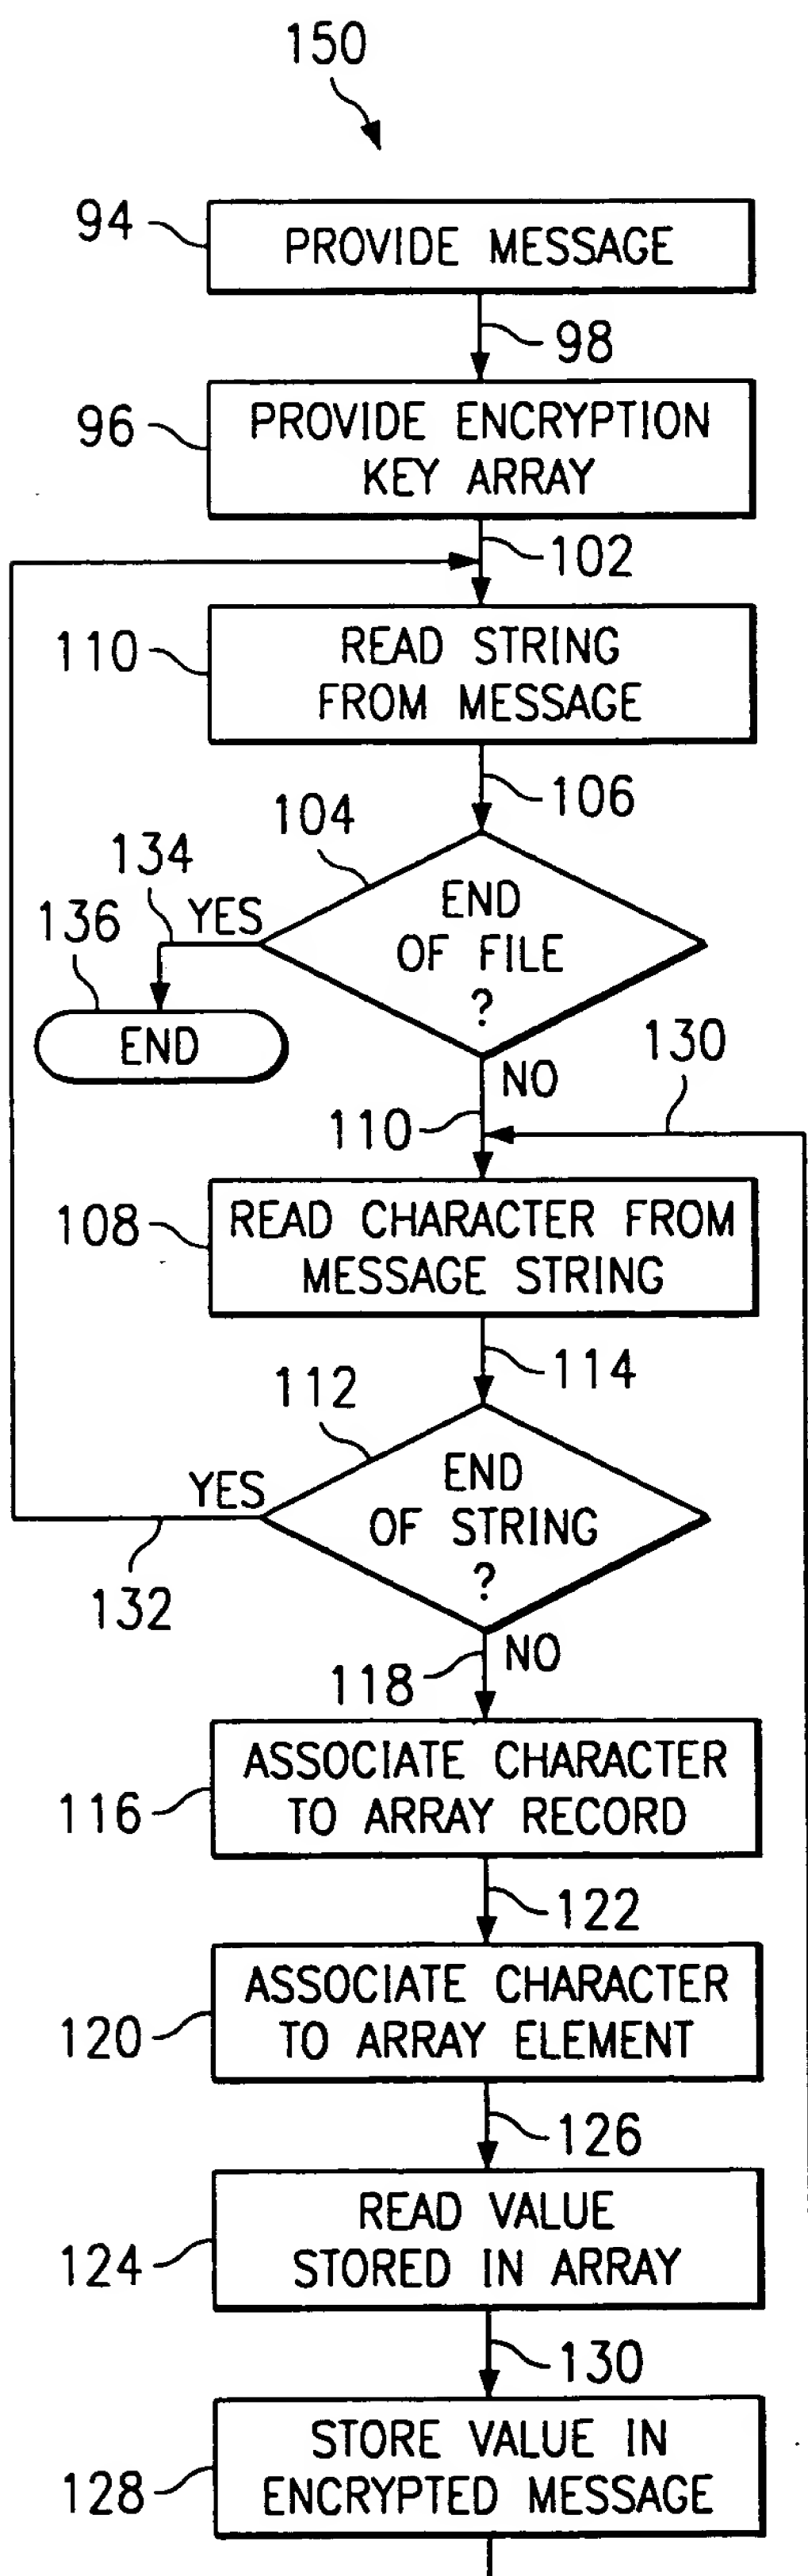 150
94
PROVIDE MESSAGE
98
96
PROVIDE ENCRYPTION
KEY ARRAY
102
110
READ STRING
FROM MESSAGE
106
104
134
136
YES
END
OF FILE
?
END
NO
130
110
108
READ CHARACTER FROM
MESSAGE STRING
114
112
YES
END
OF STRING
?
132
NO
118
116
ASSOCIATE CHARACTER
TO ARRAY RECORD
122
120
ASSOCIATE CHARACTER
TO ARRAY ELEMENT
126
124
READ VALUE
STORED IN ARRAY
130
128
STORE VALUE IN
ENCRYPTED MESSAGE